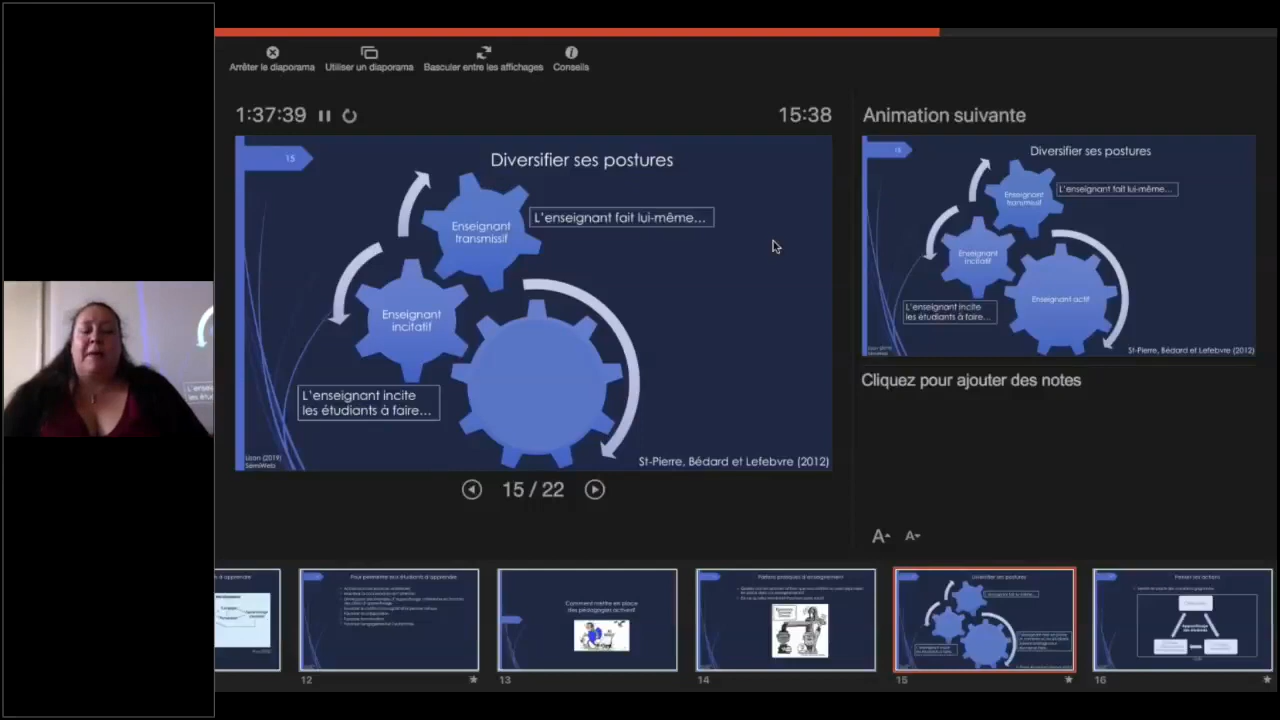 Arrêter le diaporama
Utiliser un diaporama
Basculer entre les affichages
Conseils
1:37:39
15:38
15
Diversifier ses postures
Enseignant
transmissif
L'enseignant fait lui-même...
Enseignant
incitatif
L'enseignant incite
les étudiants à faire...
Lison (2019)
SemiWeb
St-Pierre, Bédard et Lefebvre (2012)
15 / 22
Animation suivante
15
Diversifier ses postures
Enseignant
transmissif
L'enseignant fait lui-même...
Enseignant
incitatif
L'enseignant incite
les étudiants à faire...
Enseignant actif
St-Pierre, Bédard et Lefebvre (2012)
Cliquez pour ajouter des notes
A
A
Pour permettre aux étudiants d'apprendre
12
Comment mettre en place
des pédagogies actives?
13
Parlons pratiques d'enseignement
14
Diversifier ses postures
15
Penser ses actions
16